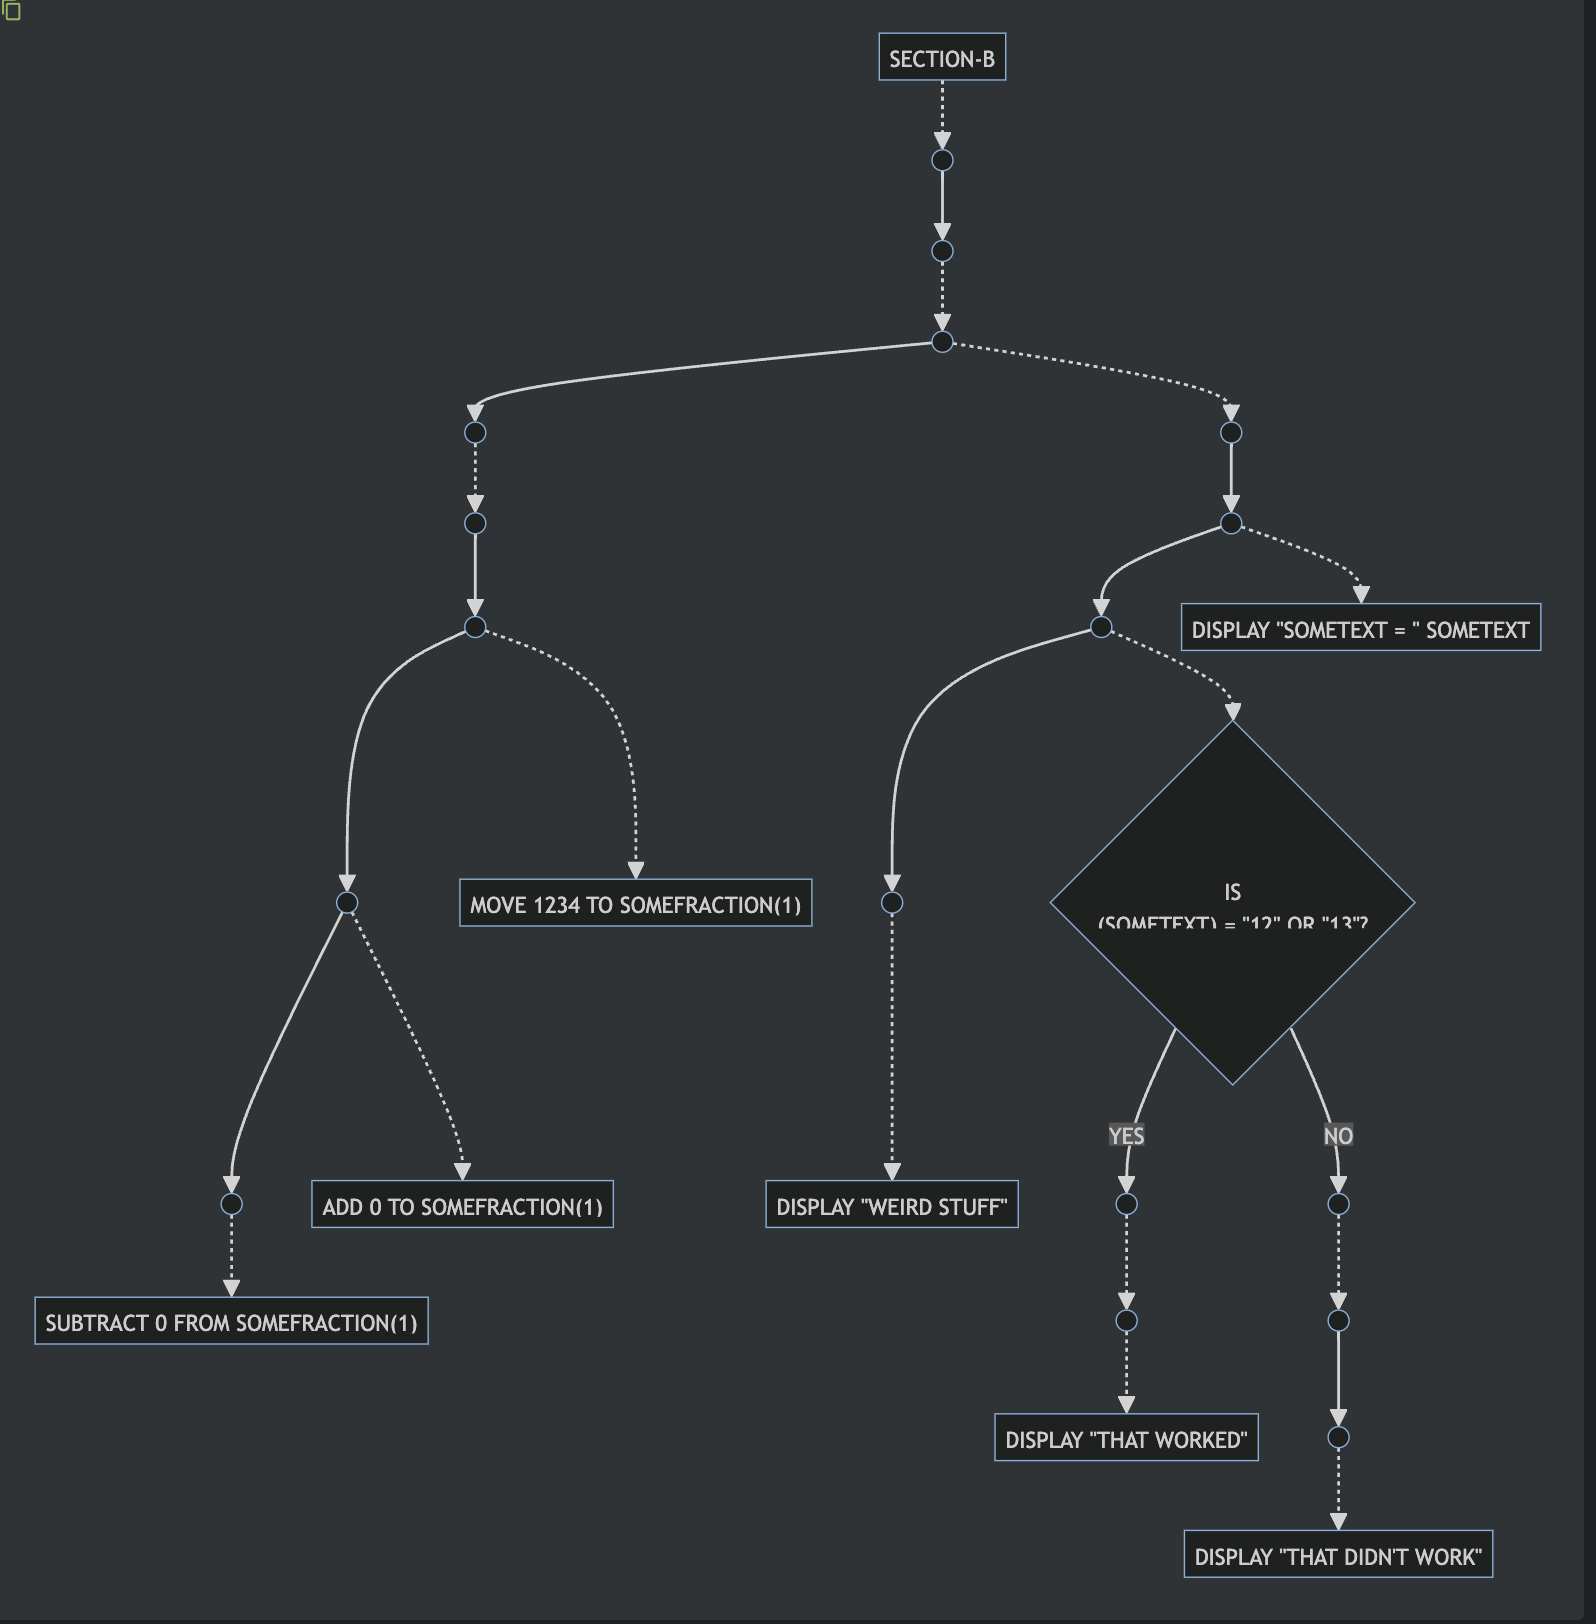 SECTION-B
DISPLAY "SOMETEXT = " SOMETEXT
MOVE 1234 TO SOMEFRACTION(1)
IS
(SOMETEXT) = "12" OR "13"?
YES
NO
ADD 0 TO SOMEFRACTION(1)
DISPLAY "WEIRD STUFF"
SUBTRACT 0 FROM SOMEFRACTION(1)
DISPLAY "THAT WORKED"
DISPLAY "THAT DIDN'T WORK"